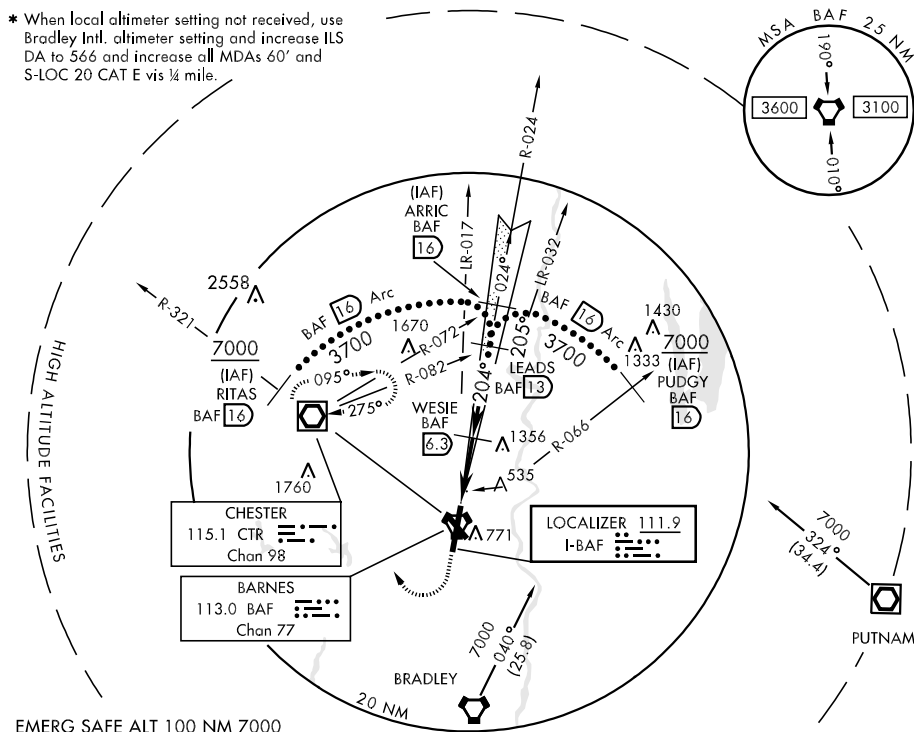 * When local altimeter setting not received, use
Bradley Intl. altimeter setting and increase ILS
DA to 566 and increase all MDAs 60' and
S-LOC 20 CAT E vis ¼ mile.
MSA BAF 25 NM
190°
3600
3100
010°
R-024
(IAF)
ARRIC
BAF
16
LR-017
024°
LR-032
2558
R-321
BAF 16 Arc
3700
1670
R-072
R-082
205°
204°
BAF 16 Arc
3700
1430
1333
7000
(IAF)
RITAS
BAF 16
095°
275°
LEADS
BAF 13
7000
(IAF)
PUDGY
BAF
16
WESIE
BAF
6.3
R-066
1356
535
1760
HIGH ALTITUDE FACILITIES
CHESTER
115.1 CTR
Chan 98
771
LOCALIZER 111.9
I-BAF
BARNES
113.0 BAF
Chan 77
7000
324°
(34.4)
PUTNAM
7000
040°
(25.8)
BRADLEY
20 NM
EMERG SAFE ALT 100 NM 7000